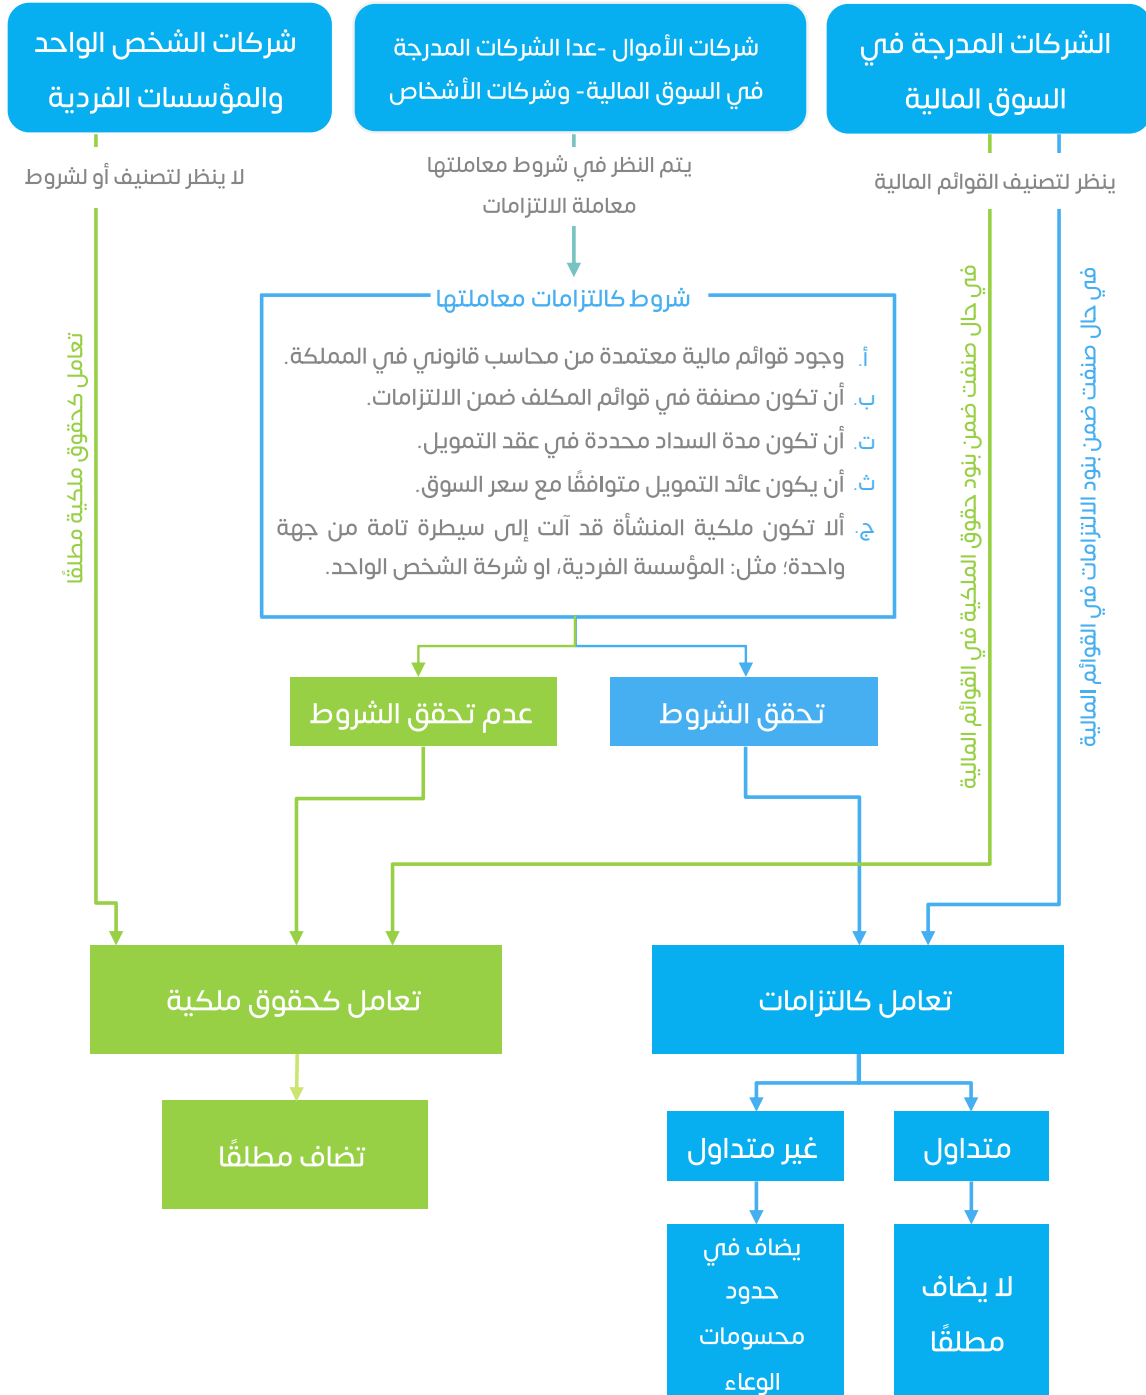 الشركات المدرجة في
السوق المالية
شركات الأموال -عدا الشركات المدرجة
في السوق المالية- وشركات الأشخاص
شركات الشخص الواحد
والمؤسسات الفردية
ينظر لتصنيف القوائم المالية
يتم النظر في شروط معاملتها
معاملة الالتزامات
لا ينظر لتصنيف أو لشروط
في حال صنفت ضمن بنود الالتزامات في القوائم المالية
في حال صنفت ضمن بنود حقوق الملكية في القوائم المالية
شروط كالتزامات معاملتها
أ. وجود قوائم مالية معتمدة من محاسب قانوني في المملكة.
ب. أن تكون مصنفة في قوائم المكلف ضمن الالتزامات.
ت. أن تكون مدة السداد محددة في عقد التمويل.
ث. أن يكون عائد التمويل متوافقًا مع سعر السوق.
ج. ألا تكون ملكية المنشأة قد آلت إلى سيطرة تامة من جهة
واحدة؛ مثل: المؤسسة الفردية، او شركة الشخص الواحد.
تعامل كحقوق ملكية مطلقًا
تحقق الشروط
عدم تحقق الشروط
تعامل كالتزامات
تعامل كحقوق ملكية
متداول
غير متداول
تضاف مطلقًا
لا يضاف
مطلقًا
يضاف في
حدود
محسومات
الوعاء